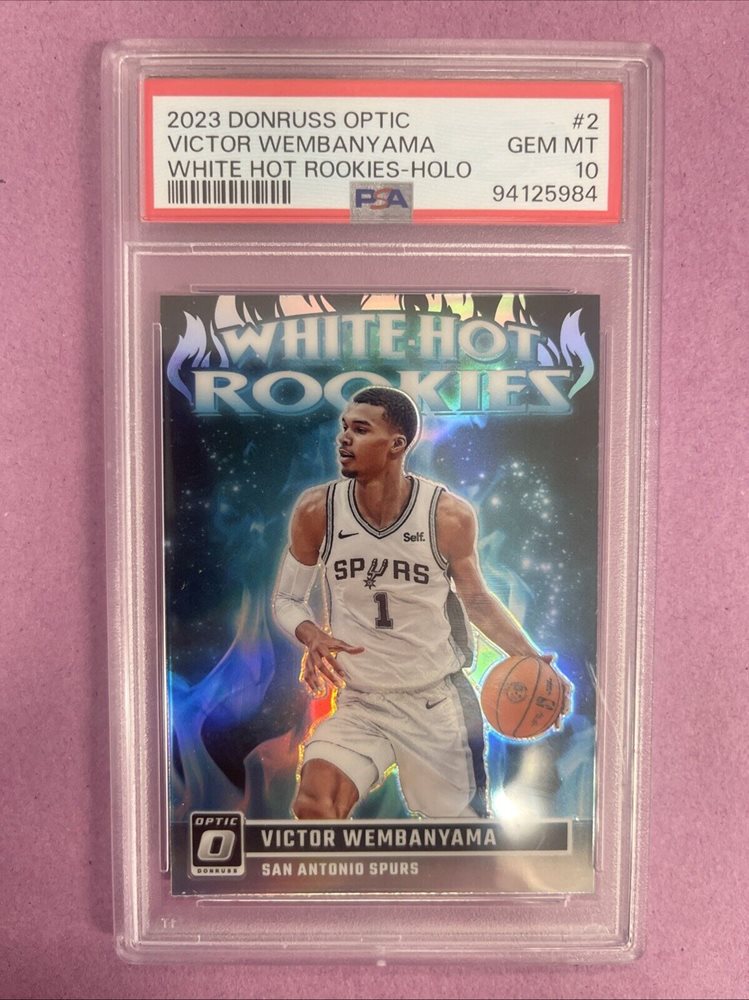 2023 DONRUSS OPTIC #2
VICTOR WEMBANYAMA GEM MT
WHITE HOT ROOKIES-HOLO 10
PSA 94125984
WHITE-HOT
ROOKIES
Self.
SPURS
1
OPTIC
DONRUSS
VICTOR WEMBANYAMA
SAN ANTONIO SPURS